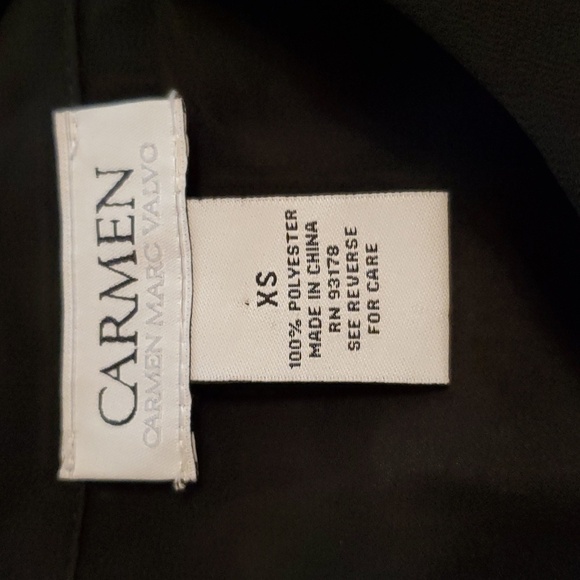 CARMEN
CARMEN MARC VALVO
XS
100% POLYESTER
MADE IN CHINA
RN 93178
SEE REVERSE
FOR CARE